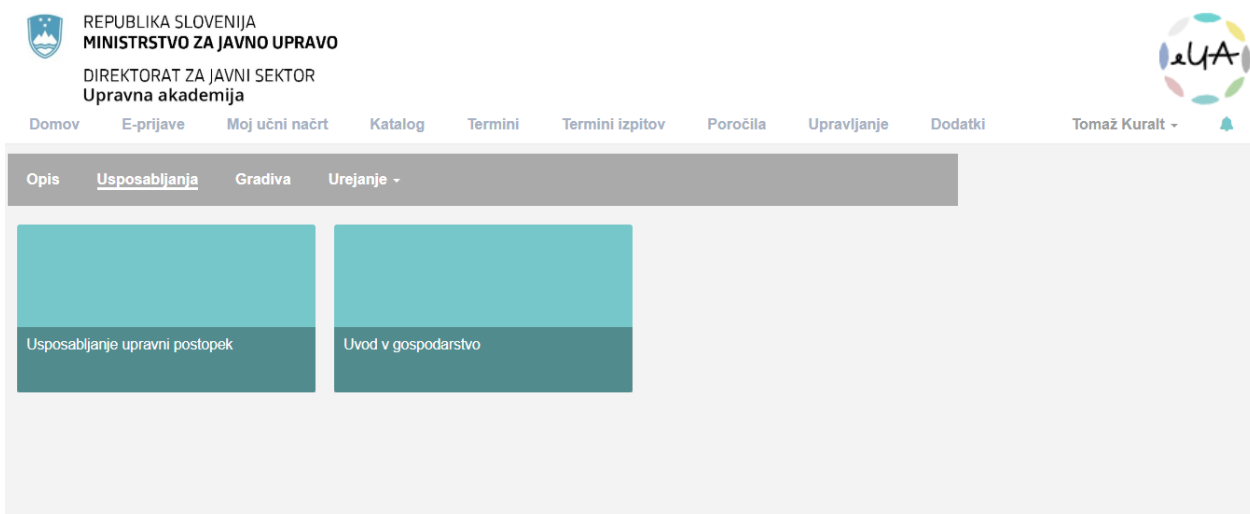 REPUBLIKA SLOVENIJA
MINISTRSTVO ZA JAVNO UPRAVO
DIREKTORAT ZA JAVNI SEKTOR
Upravna akademija
eUA
Domov E-prijave Moj učni načrt Katalog Termini Termini izpitov Poročila Upravljanje Dodatki Tomaž Kuralt
Opis Usposabljanja Gradiva Urejanje
Usposabljanje upravni postopek
Uvod v gospodarstvo